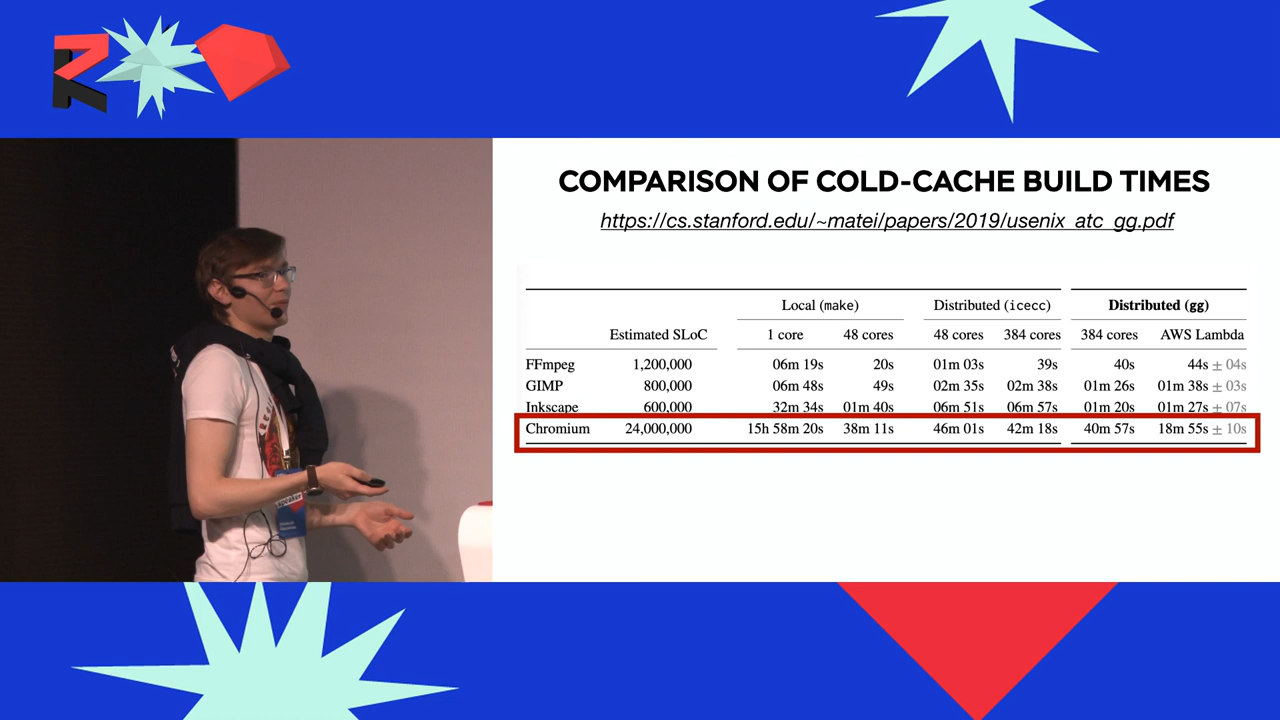 COMPARISON OF COLD-CACHE BUILD TIMES
https://cs.stanford.edu/~matei/papers/2019/usenix_atc_gg.pdf
Local (make) Distributed (icecc) Distributed (gg)
Estimated SLoC 1 core 48 cores 48 cores 384 cores 384 cores AWS Lambda
FFmpeg 1,200,000 06m 19s 20s 01m 03s 39s 40s 44s ± 04s
GIMP 800,000 06m 48s 49s 02m 35s 02m 38s 01m 26s 01m 38s ± 03s
Inkscape 600,000 32m 34s 01m 40s 06m 51s 06m 57s 01m 20s 01m 27s ± 07s
Chromium 24,000,000 15h 58m 20s 38m 11s 46m 01s 42m 18s 40m 57s 18m 55s ± 10s